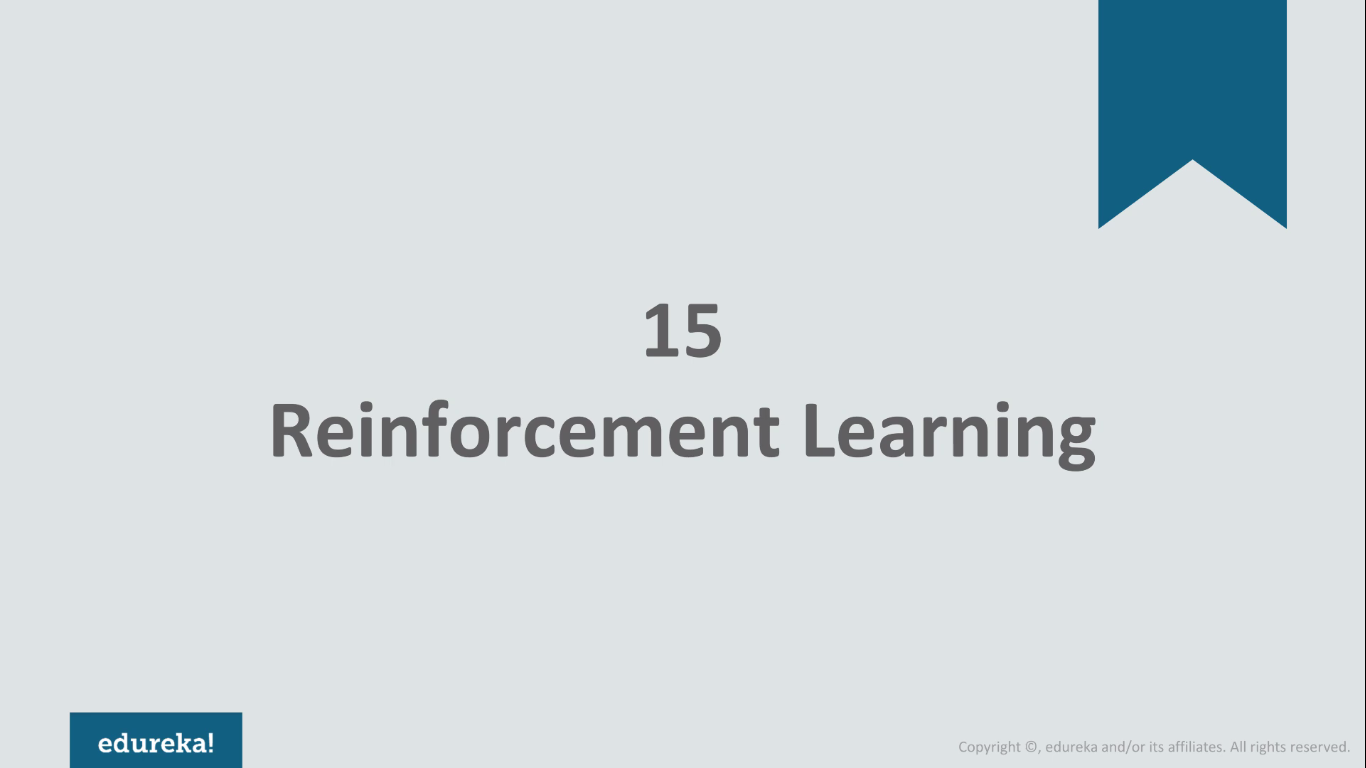 15
Reinforcement Learning
edureka!
Copyright ©, edureka and/or its affiliates. All rights reserved.